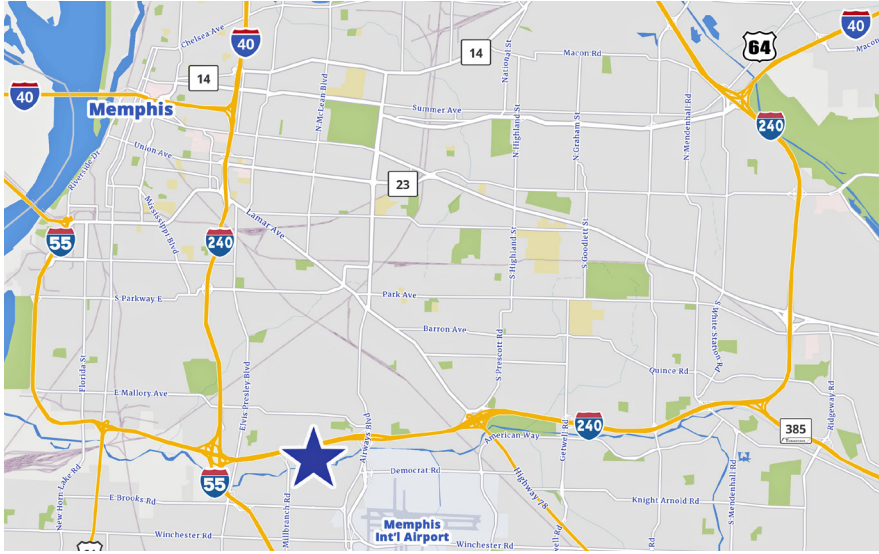 40
Chelsea Ave
14
National St
Macon Rd
64
40
Macon
14
40
Memphis
N McLean Blvd
Summer Ave
N Highland St
N Graham St
N Mendenhall Rd
240
Union Ave
Riverside Dr
23
Mississippi Blvd
Lamar Ave
55
240
S Highland St
S Goodlett St
S Parkway E
Park Ave
Barron Ave
S White Station Rd
S Prescott Rd
Quince Rd
Florida St
E Mallory Ave
Elvis Presley Blvd
Airways Blvd
American Way
Getwell Rd
240
385
Ridgeway Rd
55
Democrat Rd
Highway 78
New Horn Lake Rd
E Brooks Rd
Millbranch Rd
Knight Arnold Rd
S Mendenhall Rd
Memphis
Int'l Airport
Winchester Rd
Winchester Rd
well Rd
Rd